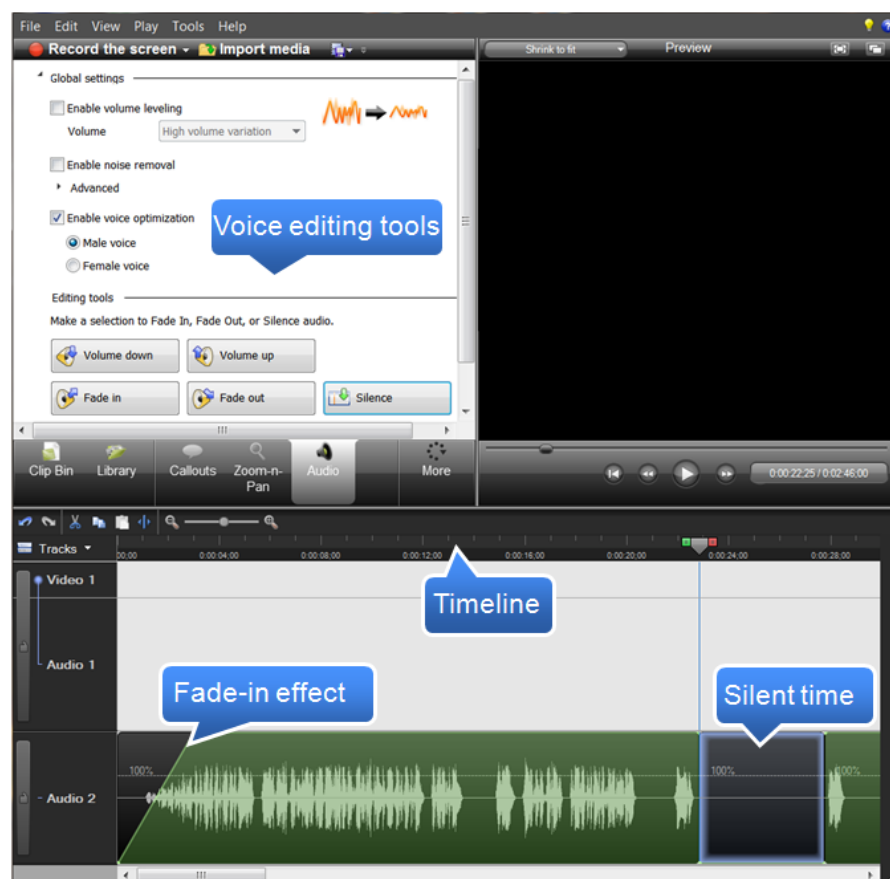 File Edit View Play Tools Help
Record the screen Import media
Shrink to fit Preview
Global settings
Enable volume leveling
Volume High volume variation
Enable noise removal
Advanced
Enable voice optimization
Voice editing tools
Male voice
Female voice
Editing tools
Make a selection to Fade In, Fade Out, or Silence audio.
Volume down Volume up
Fade in Fade out Silence
Clip Bin Library Callouts Zoom-n-Pan Audio More
0:00:22;25 / 0:02:46;00
Tracks
00;00 0:00:04;00 0:00:08;00 0:00:12;00 0:00:16;00 0:00:20;00 0:00:24;00 0:00:28;00
Video 1
Timeline
Audio 1
Fade-in effect
Silent time
100% 100% 100%
Audio 2